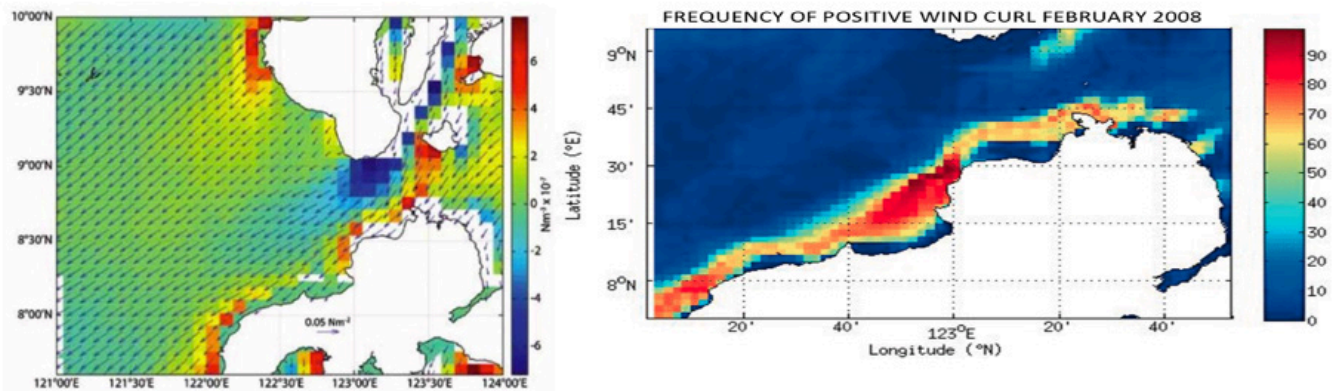 10°00'N
9°30'N
9°00'N
8°30'N
8°00'N
121°0'E 121°30'E 122°0'E 122°30'E 123°00'E 123°30'E 124°00'E
0.05 Nm⁻²
6
4
2
0
-2
-4
-6
Nm⁻³ x 10⁻⁷
FREQUENCY OF POSITIVE WIND CURL FEBRUARY 2008
Latitude (°E)
9°N
45'
30'
15'
8°N
20' 40' 123°E 20' 40'
Longitude (°N)
90
80
70
60
50
40
30
20
10
0